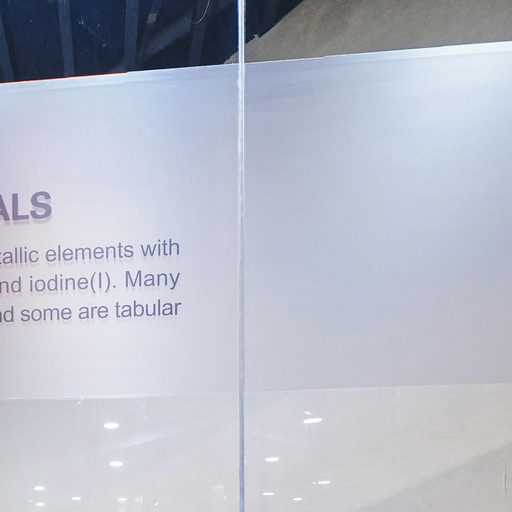 ALS
tallic elements with
nd iodine(I). Many
nd some are tabular